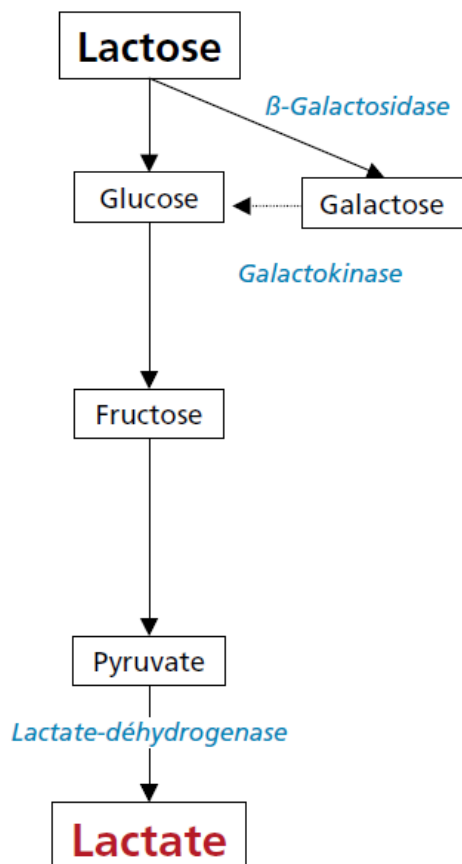 Lactose
ß-Galactosidase
Glucose
Galactose
Galactokinase
Fructose
Pyruvate
Lactate-déhydrogenase
Lactate